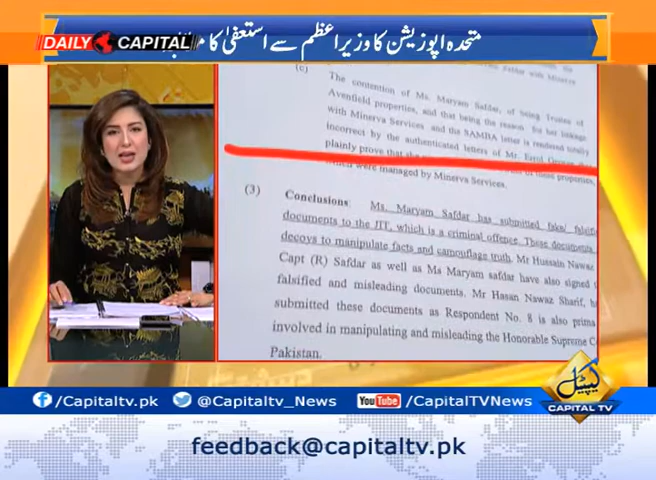 متحدہ اپوزیشن کا وزیراعظم سے استعفیٰ کا
DAILY CAPITAL
(c)
The contention of Ms. Maryam Safdar, of being Trustee of
Avenfield properties, and that being the reason for her linkage
with Minerva Services and the SAMBA letter is rendered totally
incorrect by the authenticated letters of Mr. Errol George that
plainly prove that she
were managed by Minerva Services.
(3) Conclusions: Ms. Maryam Safdar has submitted fake/ falsifie
documents to the JIT, which is a criminal offence. These documents
decoys to manipulate facts and camouflage truth. Mr Hussain Nawaz
Capt (R) Safdar as well as Ms Maryam safdar have also signed
falsified and misleading documents. Mr Hasan Nawaz Sharif, h
submitted these documents as Respondent No. 8 is also prima
involved in manipulating and misleading the Honorable Supreme C
Pakistan.
کیپیٹل
CAPITAL TV
/Capitaltv.pk @Capitaltv_News YouTube /CapitalTVNews
feedback@capitaltv.pk